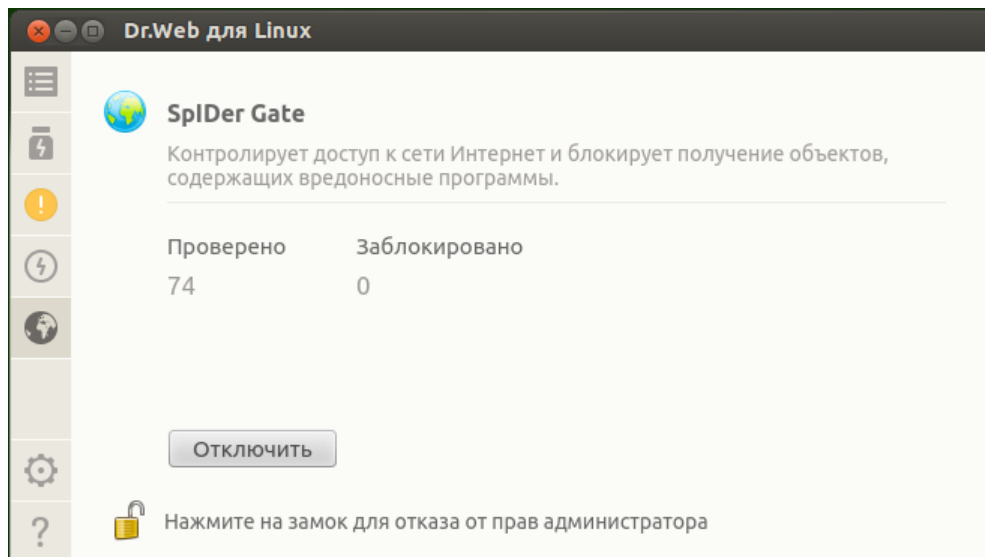 Dr.Web для Linux
SpIDer Gate
Контролирует доступ к сети Интернет и блокирует получение объектов,
содержащих вредоносные программы.
Проверено Заблокировано
74 0
Отключить
Нажмите на замок для отказа от прав администратора